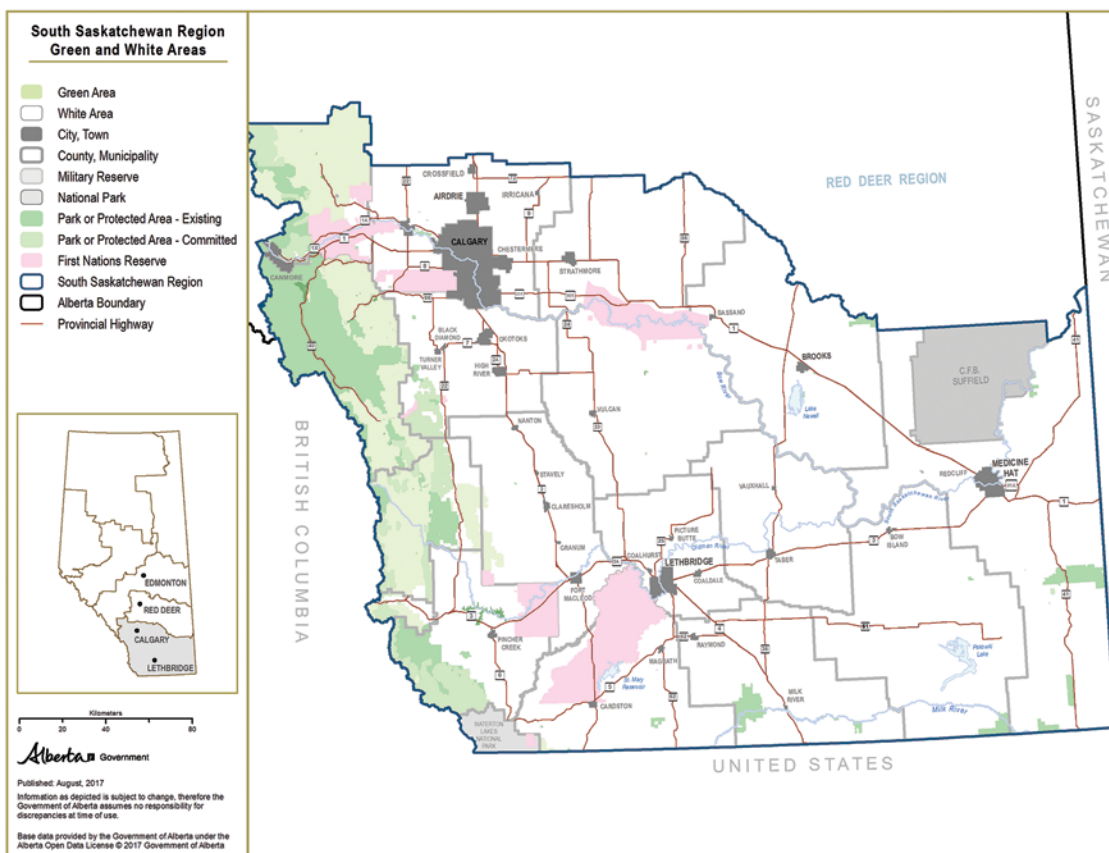 South Saskatchewan Region
Green and White Areas
Green Area
White Area
City, Town
County, Municipality
Military Reserve
National Park
Park or Protected Area - Existing
Park or Protected Area - Committed
First Nations Reserve
South Saskatchewan Region
Alberta Boundary
Provincial Highway
EDMONTON
RED DEER
CALGARY
LETHBRIDGE
Kilometers
0 20 40 60 80
Alberta Government
Published: August, 2017
Information as depicted is subject to change, therefore the
Government of Alberta assumes no responsibility for
discrepancies at time of use.
Base data provided by the Government of Alberta under the
Alberta Open Data License © 2017 Government of Alberta
SASKATCHEWAN
RED DEER REGION
BRITISH COLUMBIA
UNITED STATES
CROSSFIELD
AIRDRIE
IRRICANA
CALGARY
CHESTERMERE
STRATHMORE
CANMORE
BLACK
DIAMOND
OKOTOKS
TURNER
VALLEY
HIGH
RIVER
BASSANO
Bow River
BROOKS
Lake
Newell
C.F.B.
SUFFIELD
NANTON
VULCAN
STAVELY
CLARESHOLM
GRANUM
VAUXHALL
REDCLIFF
MEDICINE
HAT
South Saskatchewan River
BOW
ISLAND
PICTURE
BUTTE
Oldman River
COALHURST
LETHBRIDGE
COALDALE
TABER
FORT
MACLEOD
PINCHER
CREEK
RAYMOND
MAGRATH
St. Mary
Reservoir
CARDSTON
MILK
RIVER
Milk River
Pakowki
Lake
WATERTON
LAKES
NATIONAL
PARK